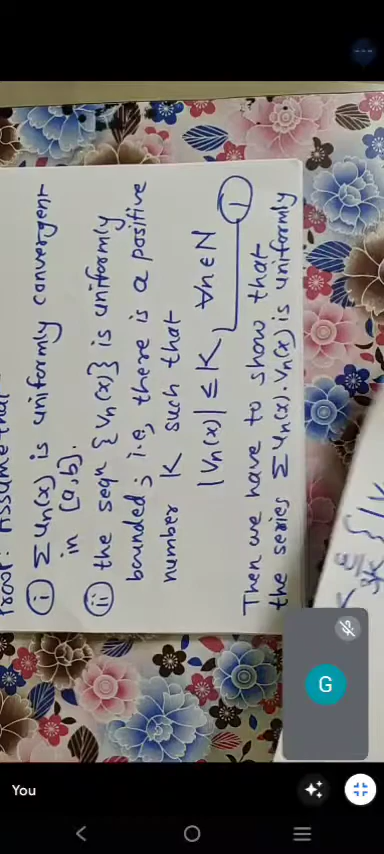 Proof: Assume that
(i) Σ un(x) is uniformly convergent
in [a, b].
(ii) the seqn {Vn(x)} is uniformly
bounded; i.e, there is a positive
number K such that
|Vn(x)| ≤ K, ∀n∈N (1)
Then we have to show that
the series Σ un(x). Vn(x) is uniformly
G
You